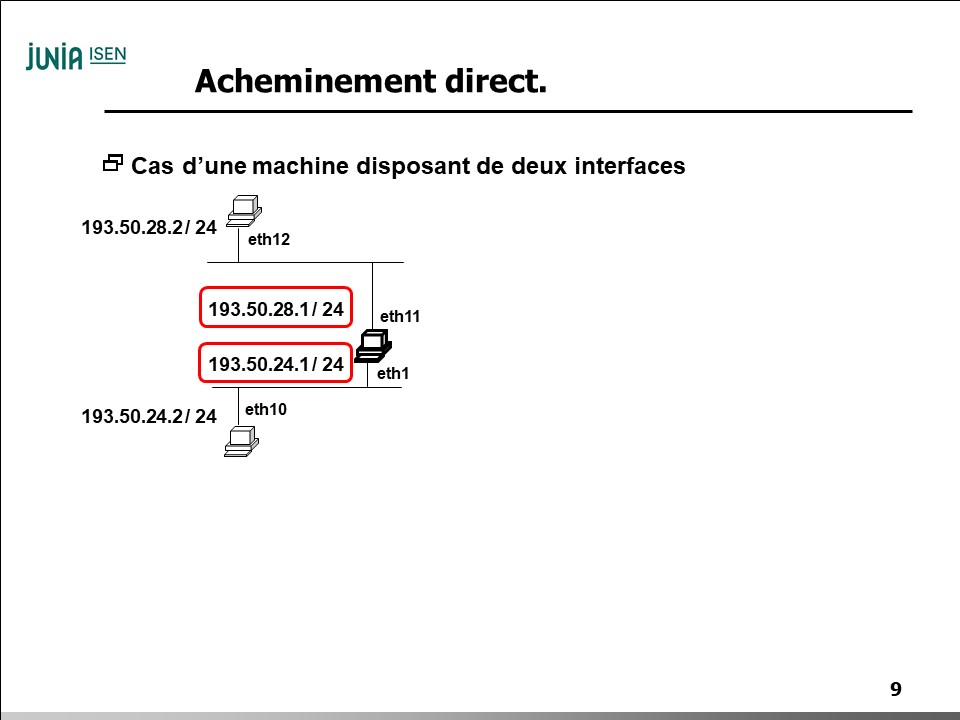 JUNIA ISEN
Acheminement direct.
Cas d’une machine disposant de deux interfaces
193.50.28.2 / 24
eth12
193.50.28.1 / 24
eth11
193.50.24.1 / 24
eth1
193.50.24.2 / 24
eth10
9